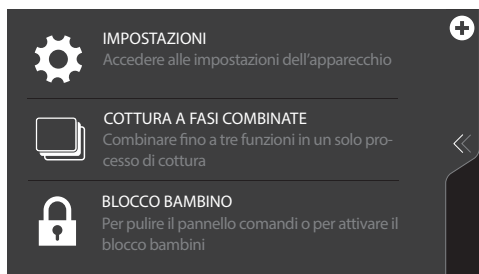 IMPOSTAZIONI
Accedere alle impostazioni dell'apparecchio
COTTURA A FASI COMBINATE
Combinare fino a tre funzioni in un solo pro-
cesso di cottura
BLOCCO BAMBINO
Per pulire il pannello comandi o per attivare il
blocco bambini